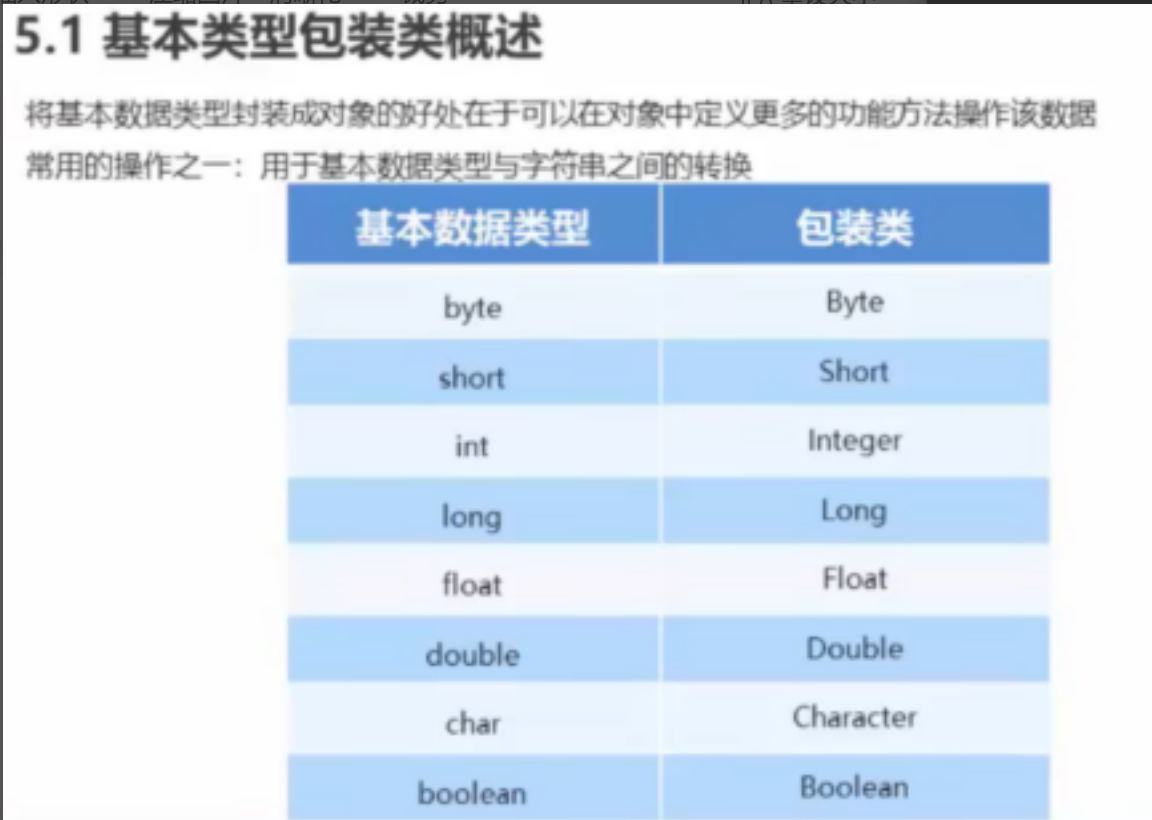 5.1 基本类型包装类概述
将基本数据类型封装成对象的好处在于可以在对象中定义更多的功能方法操作该数据
常用的操作之一：用于基本数据类型与字符串之间的转换
基本数据类型 包装类
byte Byte
short Short
int Integer
long Long
float Float
double Double
char Character
boolean Boolean